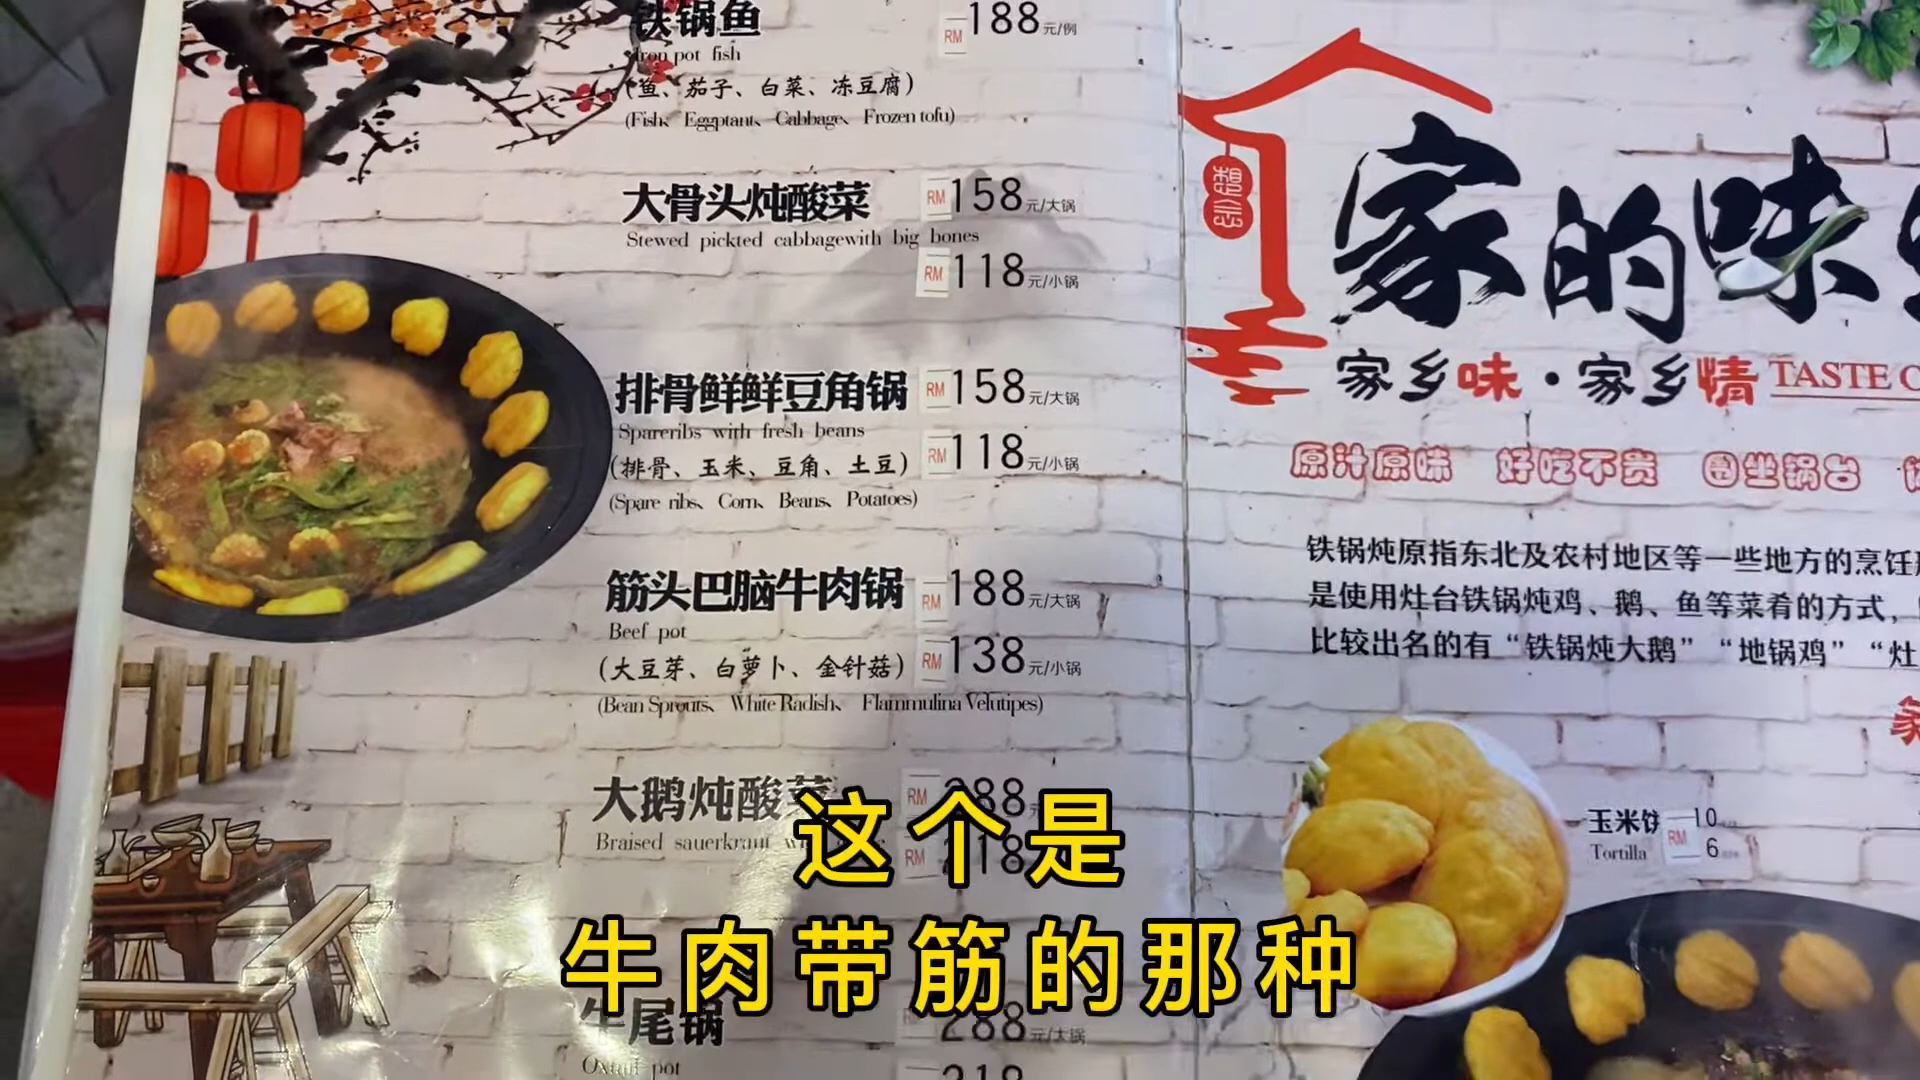 铁锅鱼 RM 188元/例
Iron pot fish
(鱼、茄子、白菜、冻豆腐)
(Fish、 Eggptant、 Cabbage、 Frozen tofu)
大骨头炖酸菜 RM 158元/大锅
Stewed pickted cabbagewith big bones
RM 118元/小锅
排骨鲜鲜豆角锅 RM 158元/大锅
Spareribs with fresh beans
RM 118元/小锅
(排骨、玉米、豆角、土豆)
(Spare ribs、 Corn、 Beans、 Potatoes)
筋头巴脑牛肉锅 RM 188元/大锅
Beef pot
(大豆芽、白萝卜、金针菇) RM 138元/小锅
(Bean Sprouts、 White Radish、 Flammulina Velutipes)
大鹅炖酸菜 RM 288
Braised sauerkraut
RM 218
牛尾锅 288元/大锅
Oxtail pot
218
想念
家的味
家乡味·家乡情 TASTE
原汁原味 好吃不贵 围坐锅台
铁锅炖原指东北及农村地区等一些地方的烹饪
是使用灶台铁锅炖鸡、鹅、鱼等菜肴的方式，
比较出名的有“铁锅炖大鹅”“地锅鸡”“灶
玉米饼 RM 10
Tortilla 6
这个是
牛肉带筋的那种